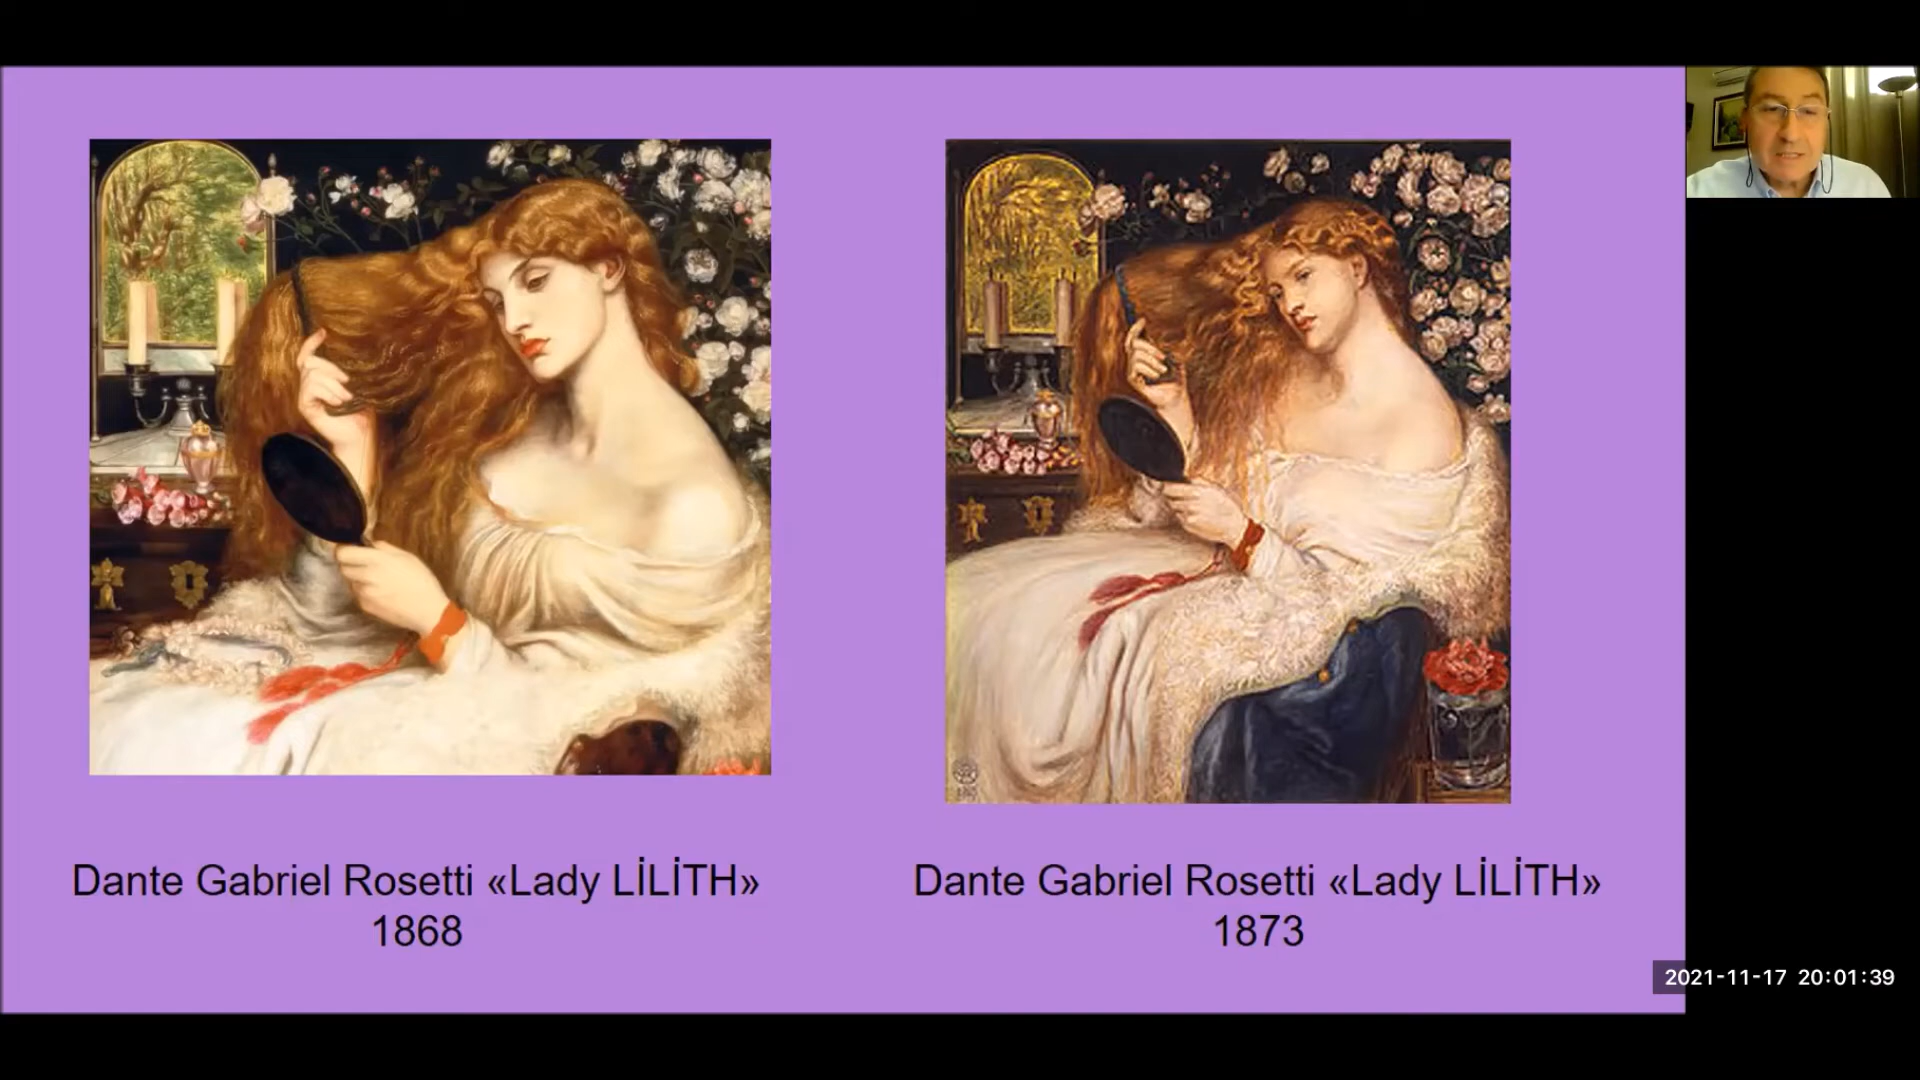 Dante Gabriel Rosetti «Lady LİLİTH»
1868
Dante Gabriel Rosetti «Lady LİLİTH»
1873
2021-11-17 20:01:39